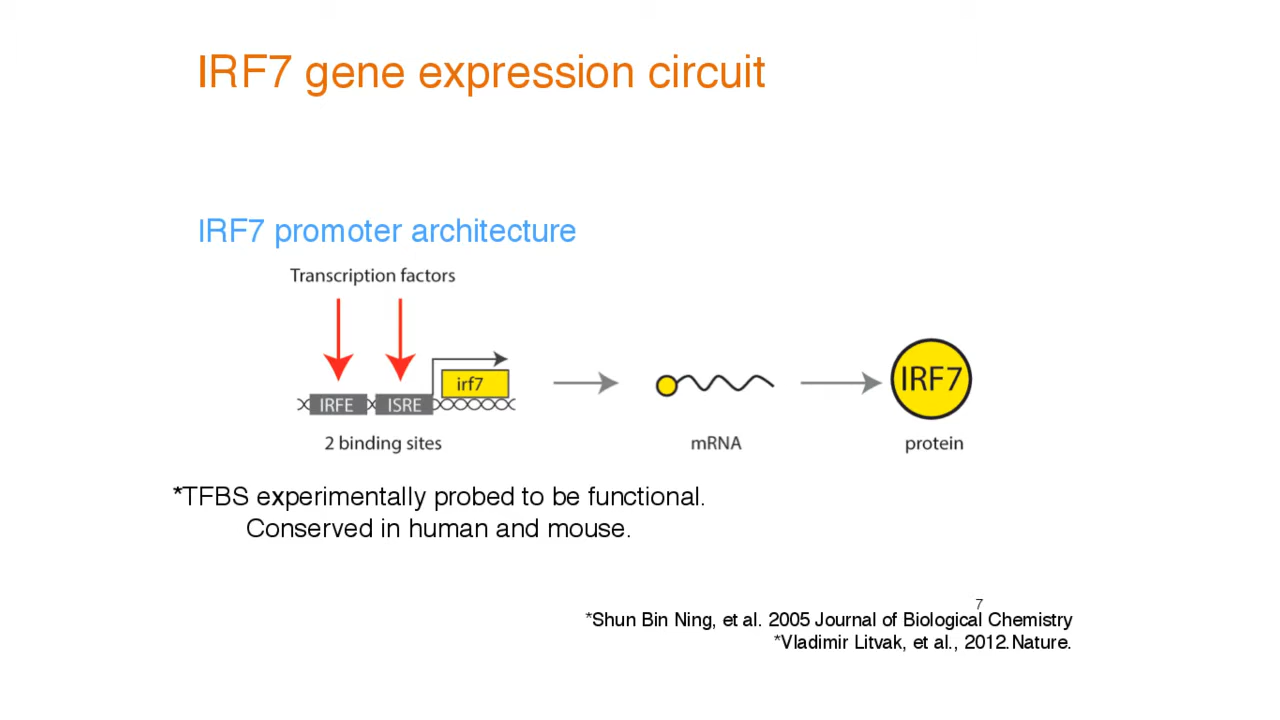 IRF7 gene expression circuit
IRF7 promoter architecture
Transcription factors
irf7
IRFE
ISRE
2 binding sites
mRNA
IRF7
protein
*TFBS experimentally probed to be functional.
Conserved in human and mouse.
7
*Shun Bin Ning, et al. 2005 Journal of Biological Chemistry
*Vladimir Litvak, et al., 2012.Nature.